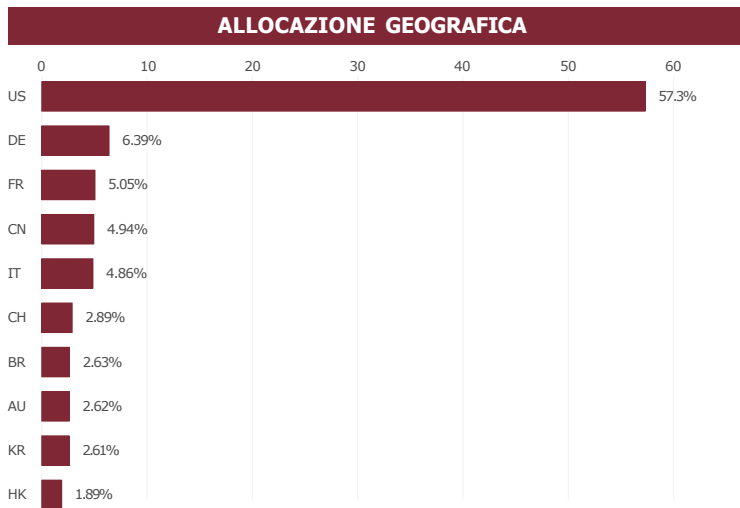 ALLOCAZIONE GEOGRAFICA
0 10 20 30 40 50 60
US 57.3%
DE 6.39%
FR 5.05%
CN 4.94%
IT 4.86%
CH 2.89%
BR 2.63%
AU 2.62%
KR 2.61%
HK 1.89%